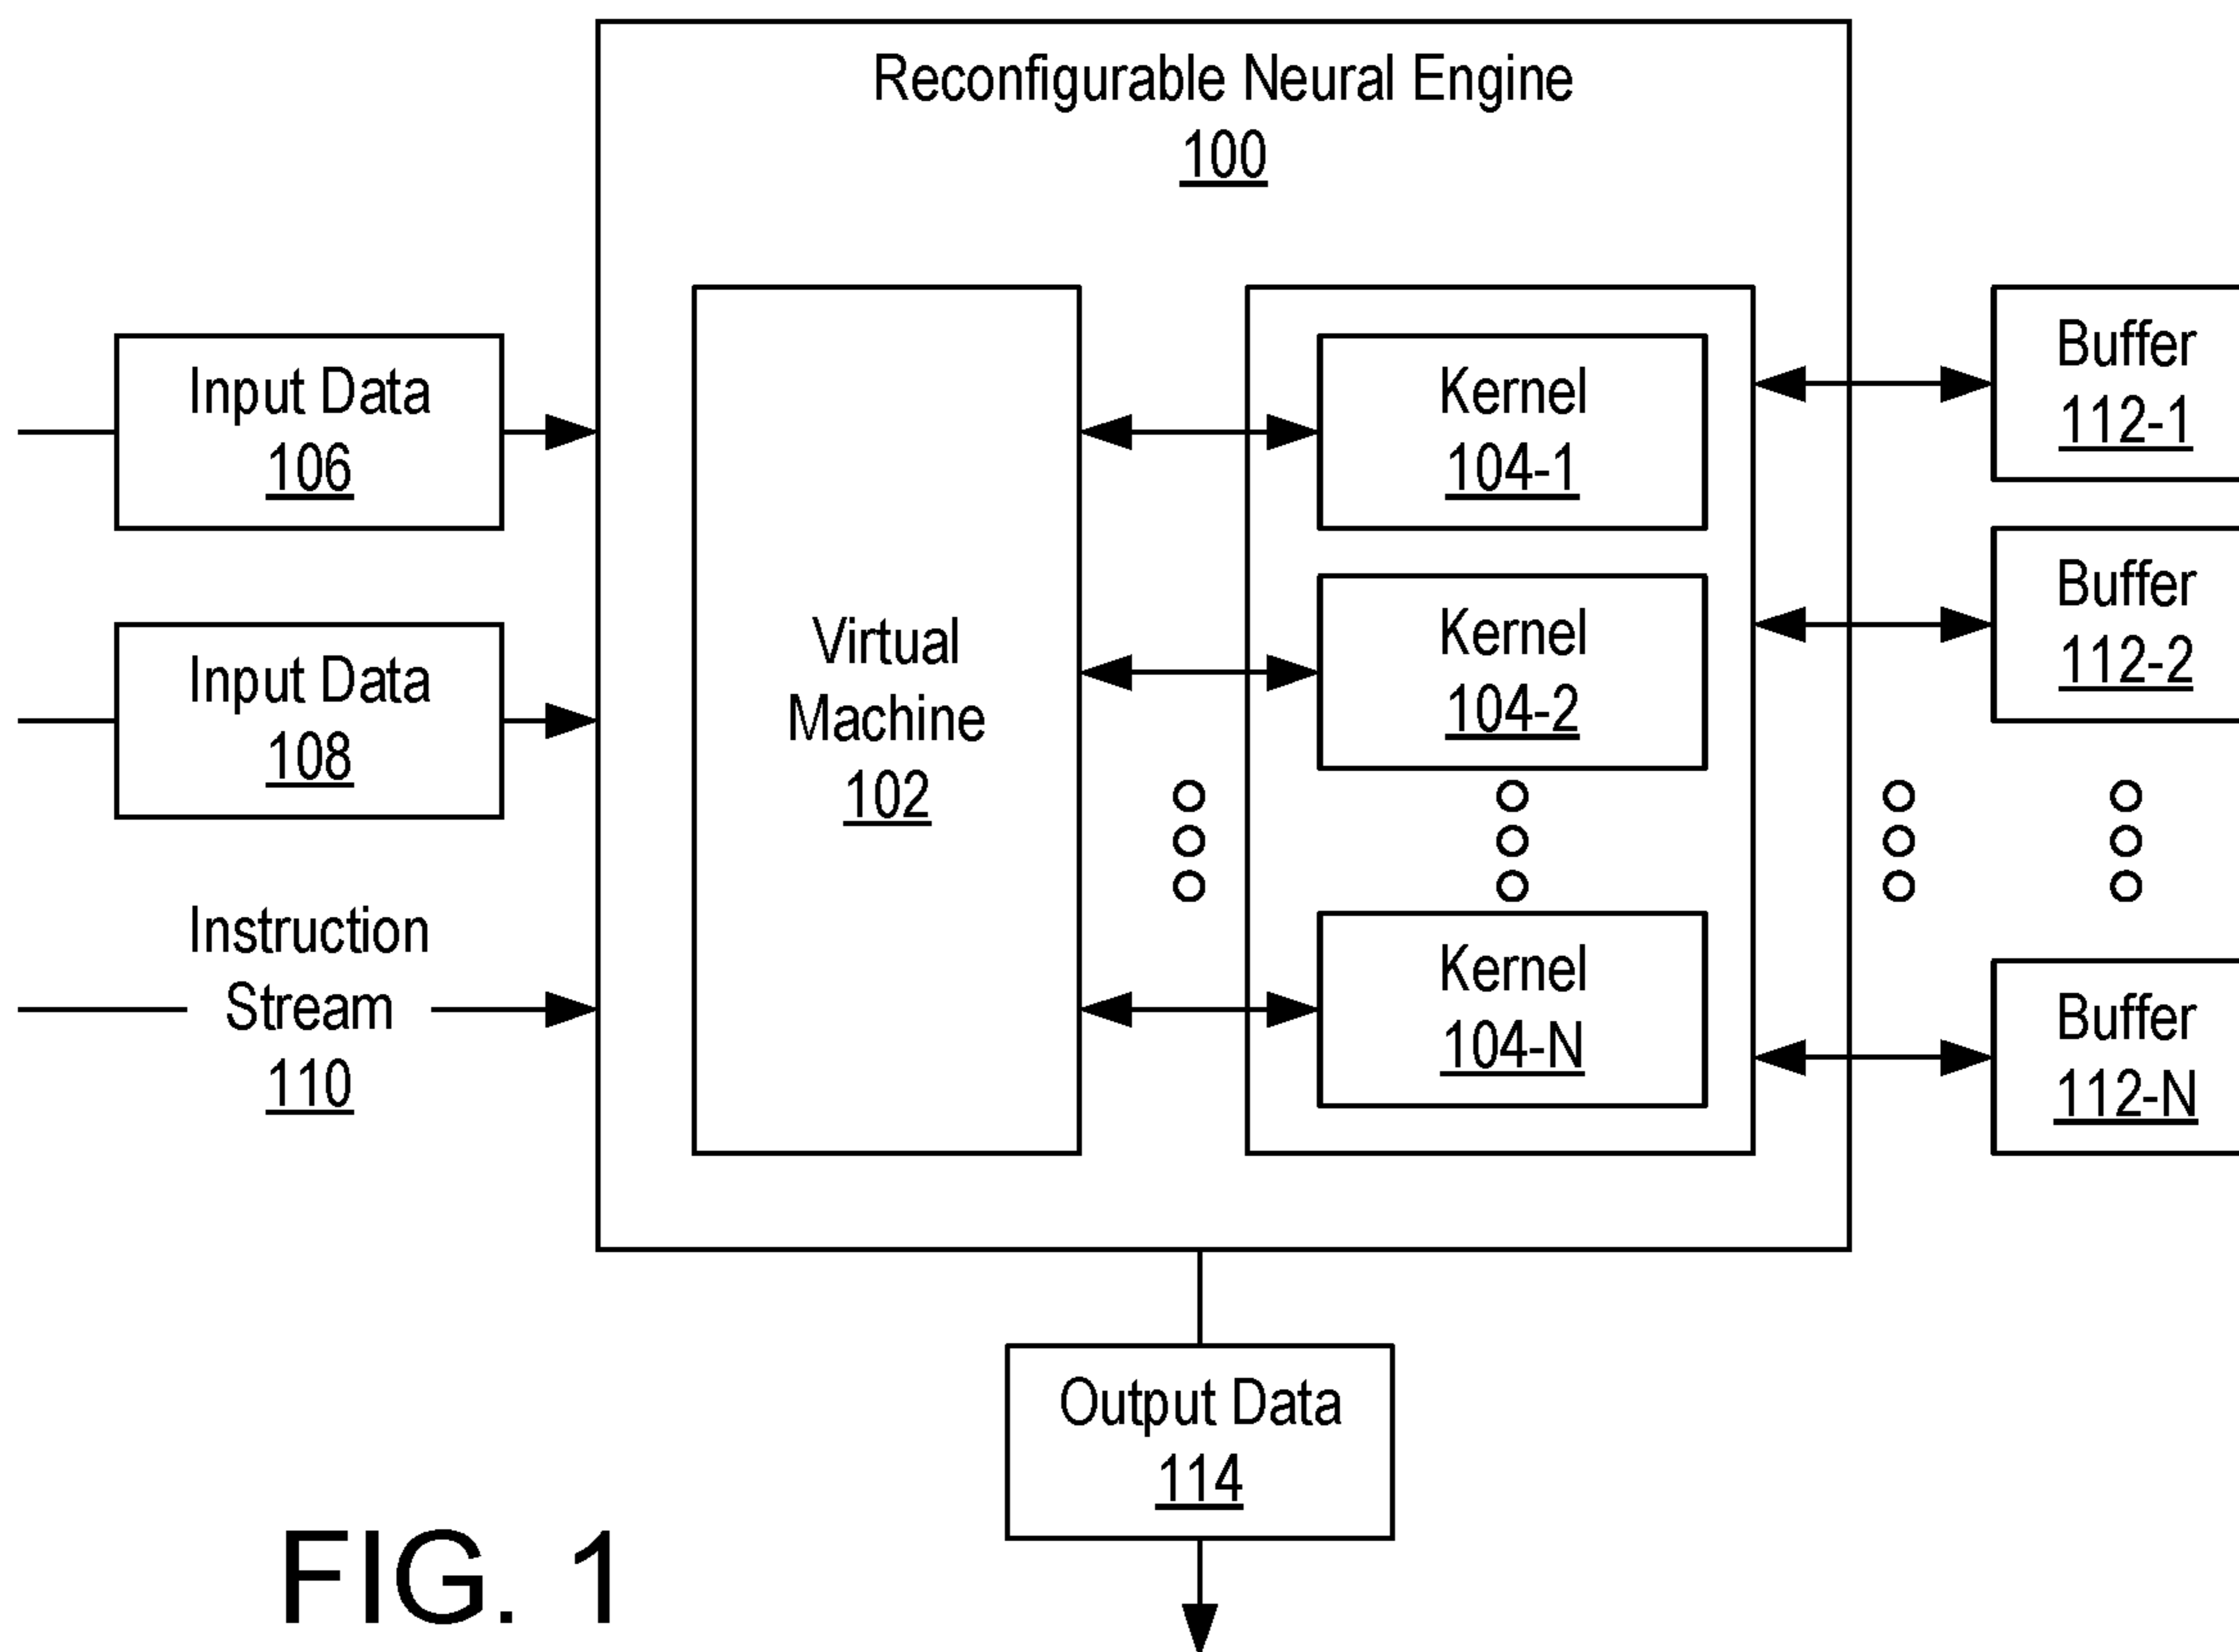 Reconfigurable Neural Engine
100
Input Data
106
Input Data
108
Instruction
Stream
110
Virtual
Machine
102
Kernel
104-1
Kernel
104-2
Kernel
104-N
Buffer
112-1
Buffer
112-2
Buffer
112-N
Output Data
114
FIG. 1